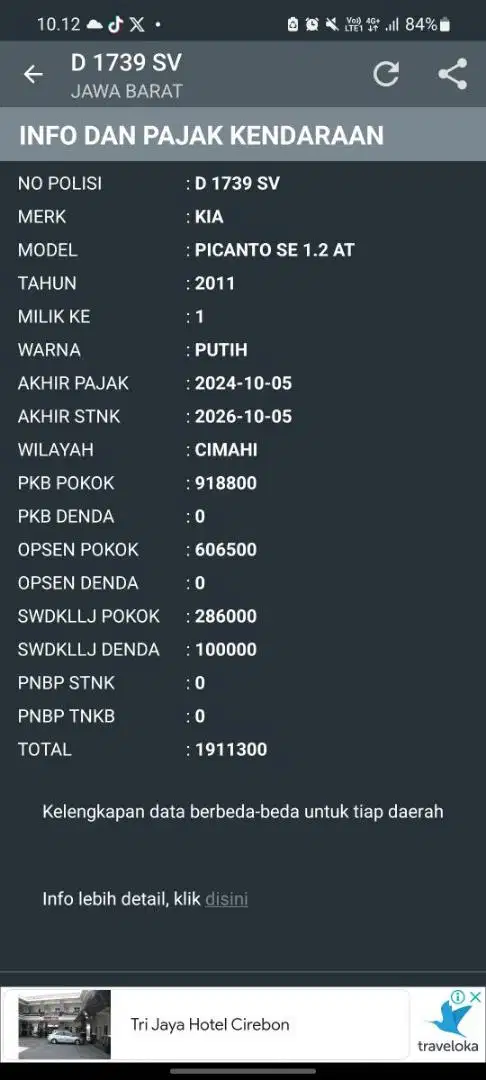 10.12
84%
D 1739 SV
JAWA BARAT
INFO DAN PAJAK KENDARAAN
NO POLISI : D 1739 SV
MERK : KIA
MODEL : PICANTO SE 1.2 AT
TAHUN : 2011
MILIK KE : 1
WARNA : PUTIH
AKHIR PAJAK : 2024-10-05
AKHIR STNK : 2026-10-05
WILAYAH : CIMAHI
PKB POKOK : 918800
PKB DENDA : 0
OPSEN POKOK : 606500
OPSEN DENDA : 0
SWDKLLJ POKOK : 286000
SWDKLLJ DENDA : 100000
PNBP STNK : 0
PNBP TNKB : 0
TOTAL : 1911300
Kelengkapan data berbeda-beda untuk tiap daerah
Info lebih detail, klik disini
Tri Jaya Hotel Cirebon
traveloka